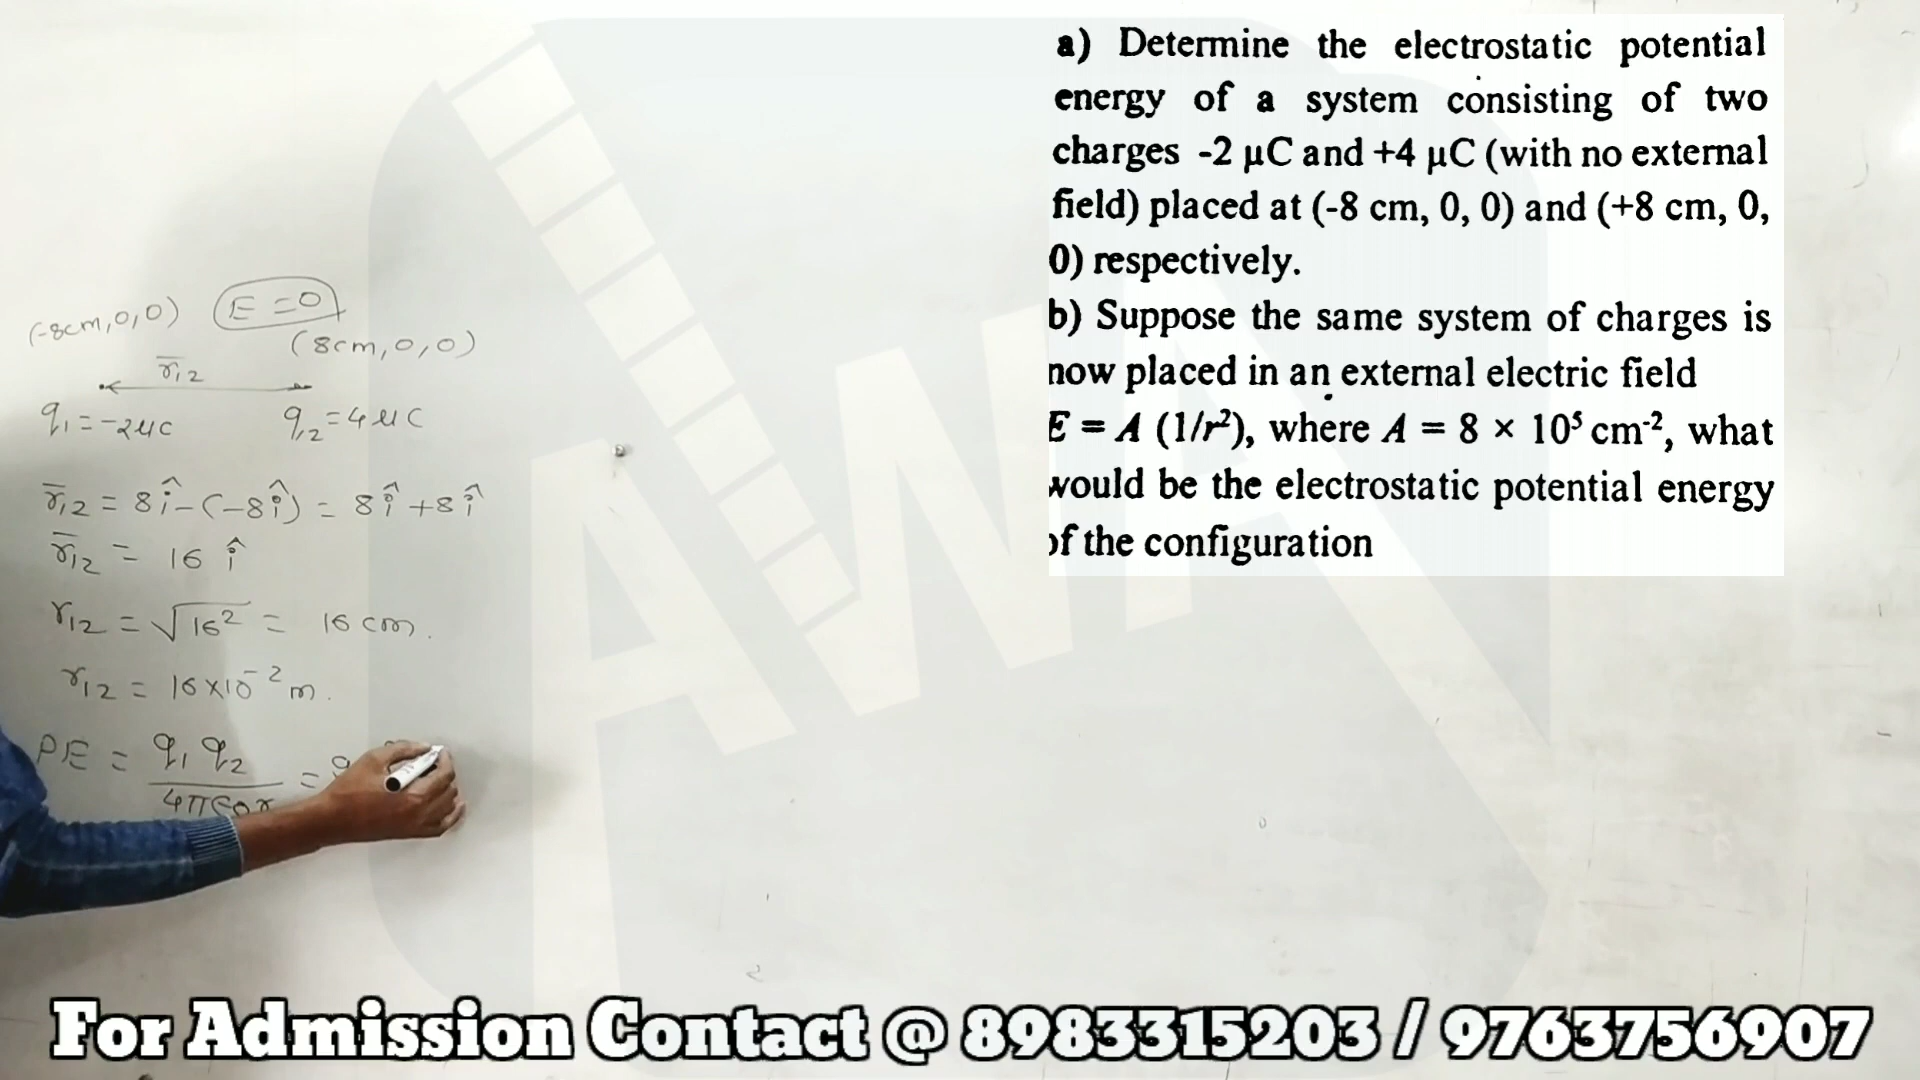 a) Determine the electrostatic potential
energy of a system consisting of two
charges -2 μC and +4 μC (with no external
field) placed at (-8 cm, 0, 0) and (+8 cm, 0,
0) respectively.
b) Suppose the same system of charges is
now placed in an external electric field
E = A (1/r²), where A = 8 × 10⁵ cm⁻², what
would be the electrostatic potential energy
of the configuration
(-8cm,0,0) E=0
(8cm,0,0)
r̅₁₂
q₁=-2μC q₂=4μC
r̅₁₂ = 8î-(-8î) = 8î+8î
r̅₁₂ = 16 î
r₁₂ = √16² = 16 cm.
r₁₂ = 16×10⁻² m.
PE = q₁ q₂ / 4π∈0r = 9
AWA
For Admission Contact @ 8983315203 / 9763756907